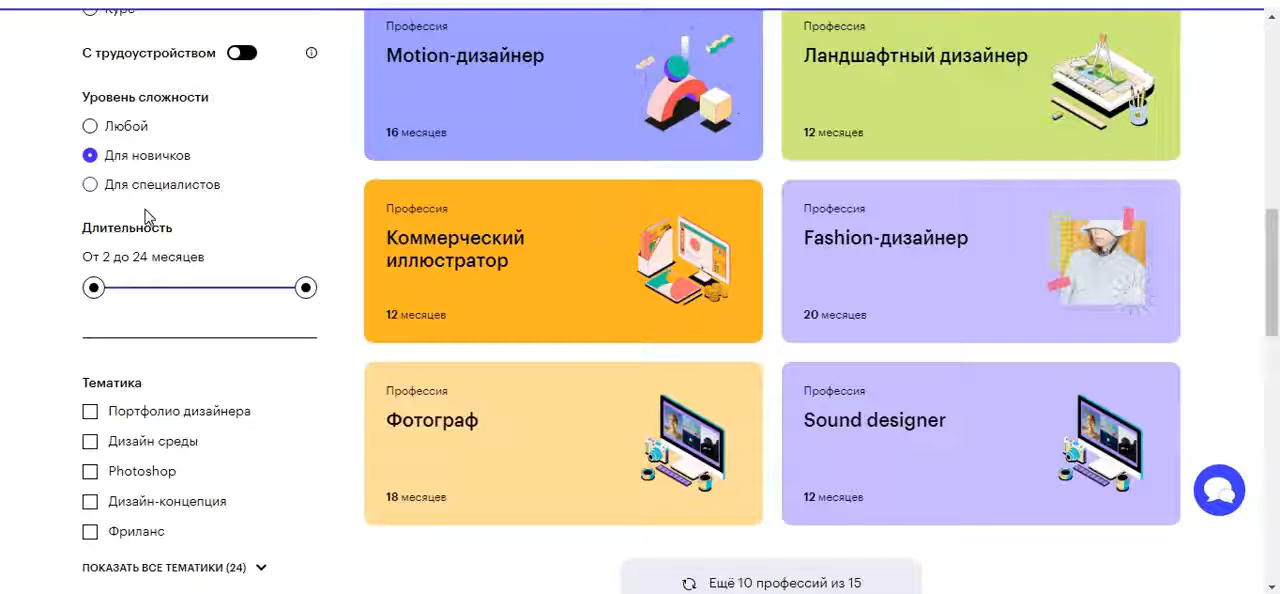 Курс
С трудоустройством
Уровень сложности
Любой
Для новичков
Для специалистов
Длительность
От 2 до 24 месяцев
Тематика
Портфолио дизайнера
Дизайн среды
Photoshop
Дизайн-концепция
Фриланс
ПОКАЗАТЬ ВСЕ ТЕМАТИКИ (24)
Профессия
Motion-дизайнер
16 месяцев
Профессия
Ландшафтный дизайнер
12 месяцев
Профессия
Коммерческий
иллюстратор
12 месяцев
Профессия
Fashion-дизайнер
20 месяцев
Профессия
Фотограф
18 месяцев
Профессия
Sound designer
12 месяцев
Ещё 10 профессий из 15